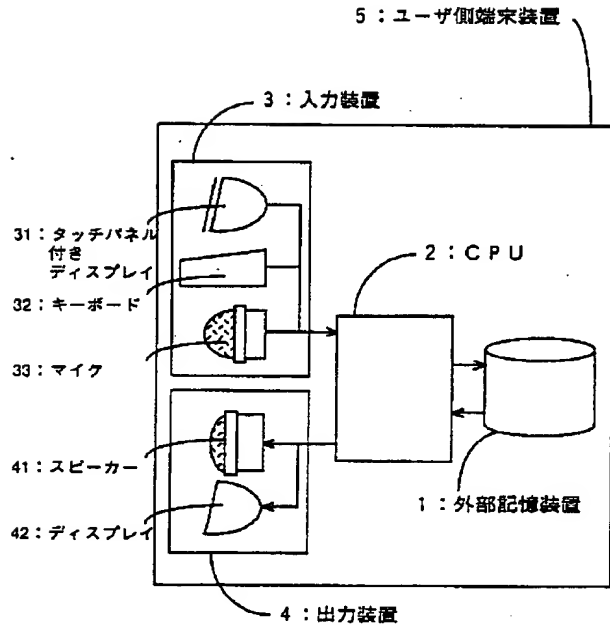 5：ユーザ側端末装置
3：入力装置
31：タッチパネル
付き
ディスプレイ
2：ＣＰＵ
32：キーボード
33：マイク
41：スピーカー
1：外部記憶装置
42：ディスプレイ
4：出力装置